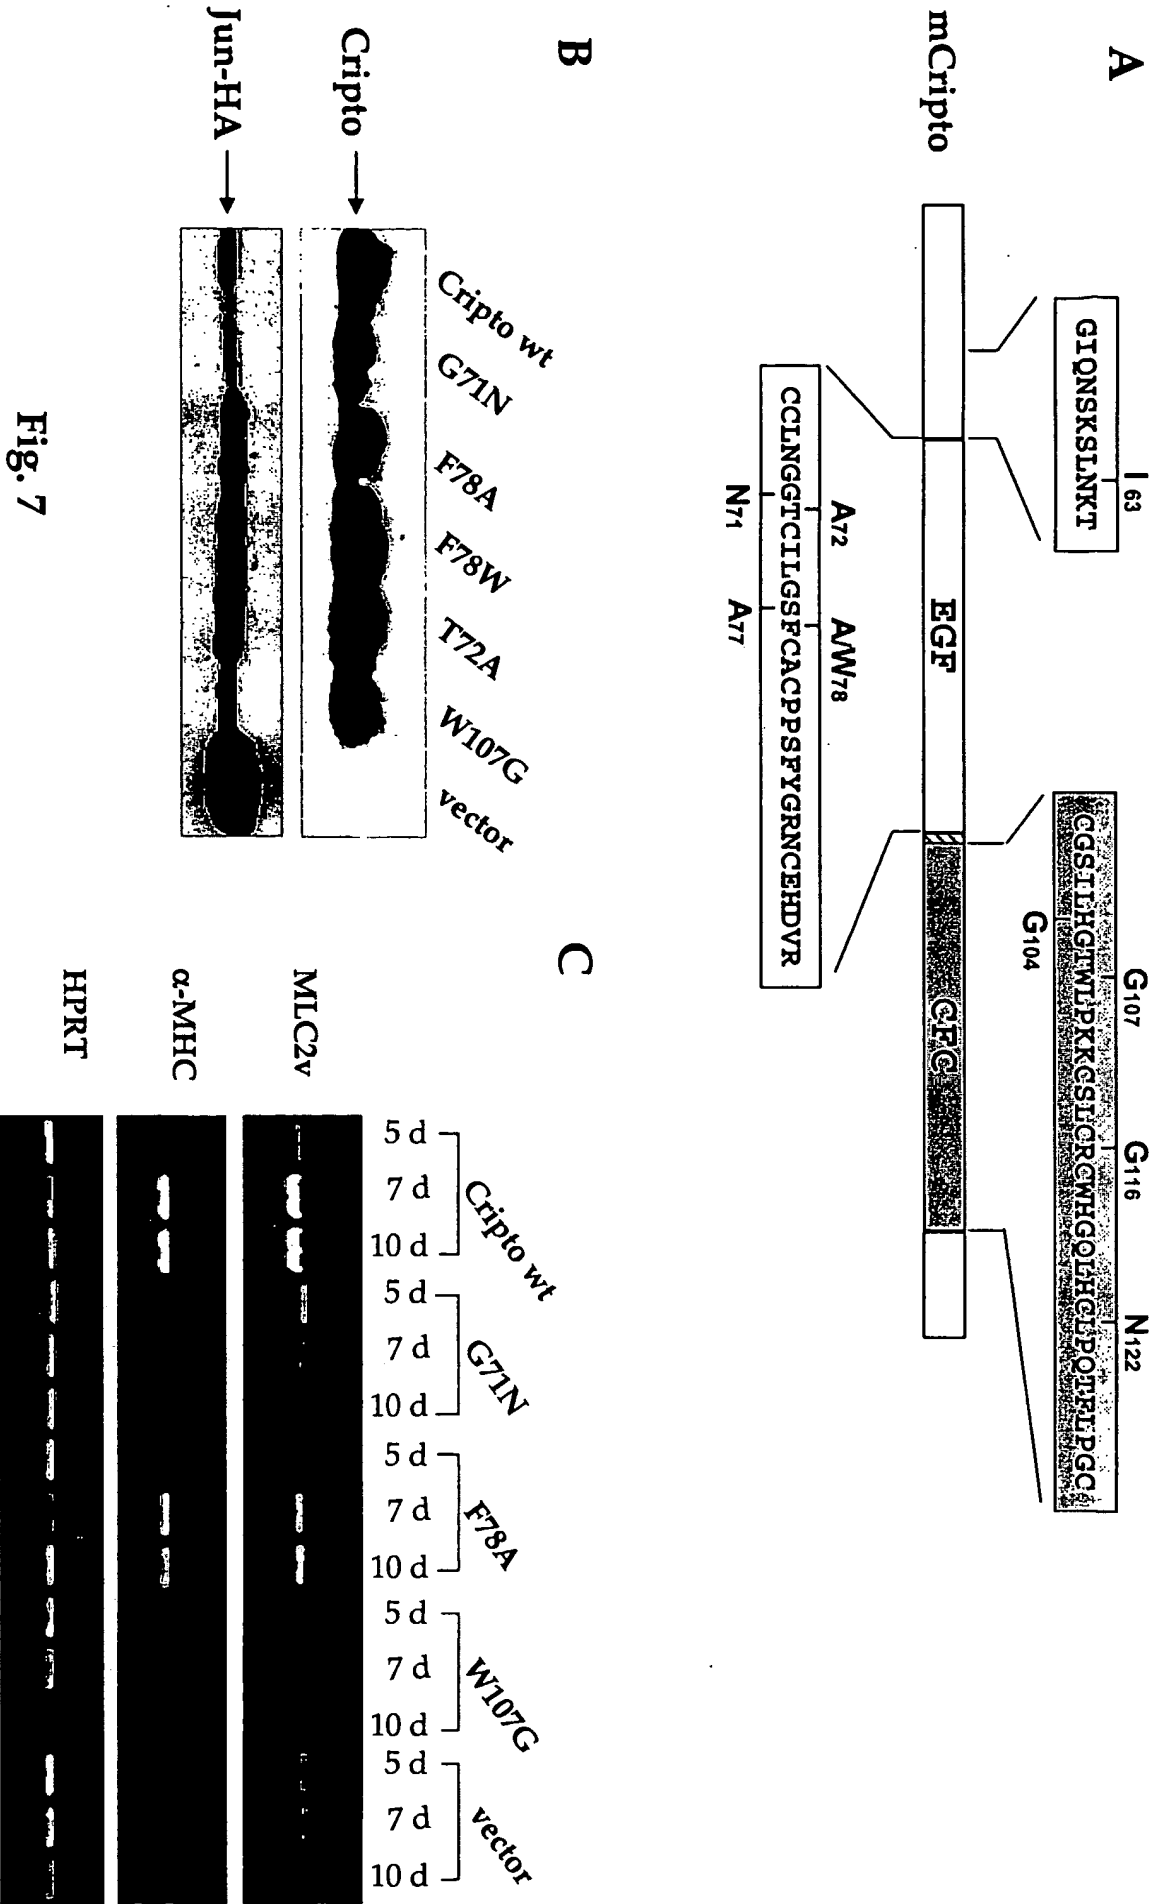 A
I 63
GIQNSKSLNKT
G107 G116 N122
CGSILHGTWLPKKCSLCRCWHGQLHCLPQTFLPGC
G104
mCripto
EGF
CFC
A72 A/W78
CCLNGGTCILGSFCACPPSFYGRNCEHDVR
N71 A77
B
Cripto wt G71N F78A F78W T72A W107G vector
Cripto
Jun-HA
C
Cripto wt G71N F78A W107G vector
5 d 7 d 10 d 5 d 7 d 10 d 5 d 7 d 10 d 5 d 7 d 10 d 5 d 7 d 10 d
MLC2v
α-MHC
HPRT
Fig. 7